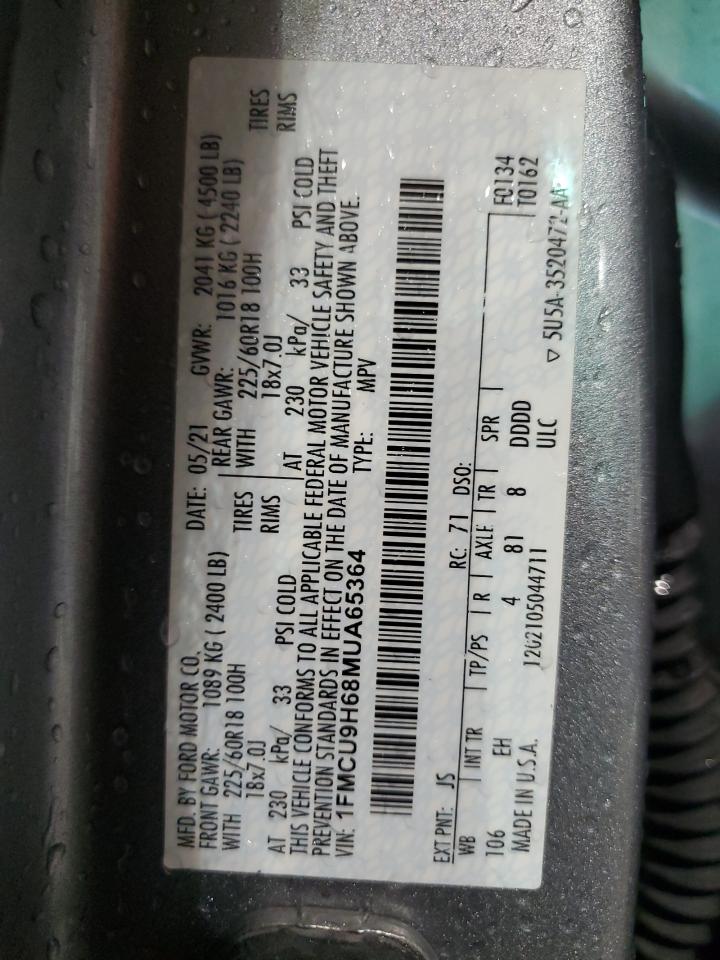 MFD. BY FORD MOTOR CO. DATE: 05/21 GVWR: 2041 KG ( 4500 LB)
FRONT GAWR: 1089 KG ( 2400 LB) REAR GAWR: 1016 KG ( 2240 LB)
WITH 225/60R18 100H TIRES WITH 225/60R18 100H TIRES
18x7.0J RIMS 18x7.0J RIMS
AT 230 kPa/ 33 PSI COLD AT 230 kPa/ 33 PSI COLD
THIS VEHICLE CONFORMS TO ALL APPLICABLE FEDERAL MOTOR VEHICLE SAFETY AND THEFT
PREVENTION STANDARDS IN EFFECT ON THE DATE OF MANUFACTURE SHOWN ABOVE.
VIN: 1FMCU9H68MUA65364 TYPE: MPV
EXT PNT: JS RC: 71 DSO:
WB INT TR TP/PS R AXLE TR SPR F0134
106 EH 4 81 8 DDDD T0162
MADE IN U.S.A. ULC
▽ 5U5A-3520472-AA